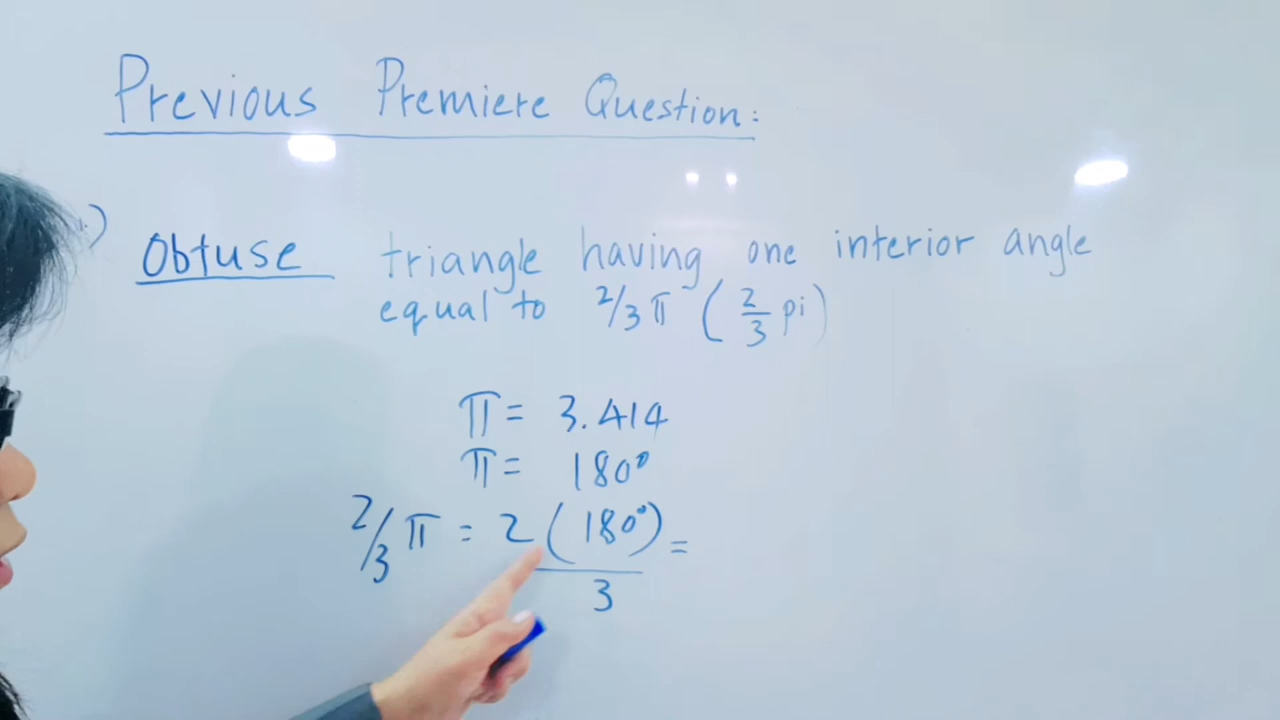 Previous Premiere Question:
Obtuse triangle having one interior angle
equal to 2/3 π ( 2/3 pi)
π = 3.414
π = 180°
2/3 π = 2 ( 180°) / 3 =